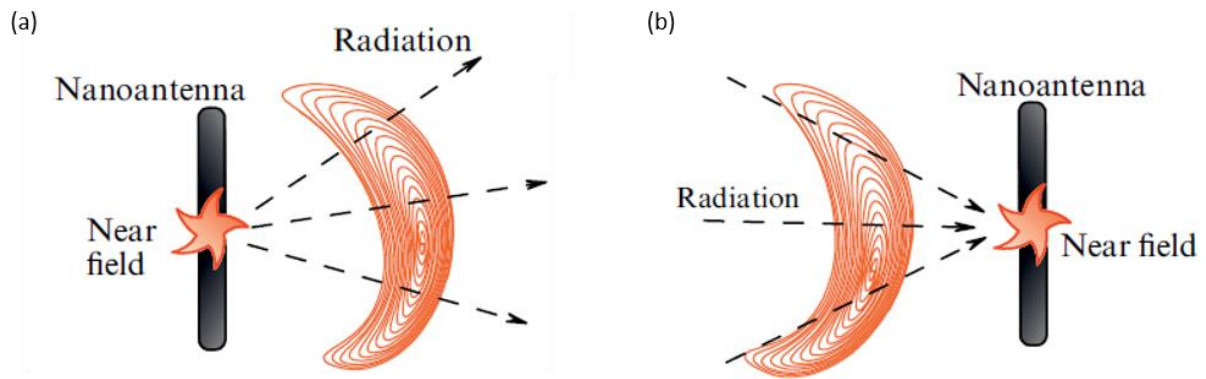 (a)
Radiation
Nanoantenna
Near
field
(b)
Nanoantenna
Radiation
Near field